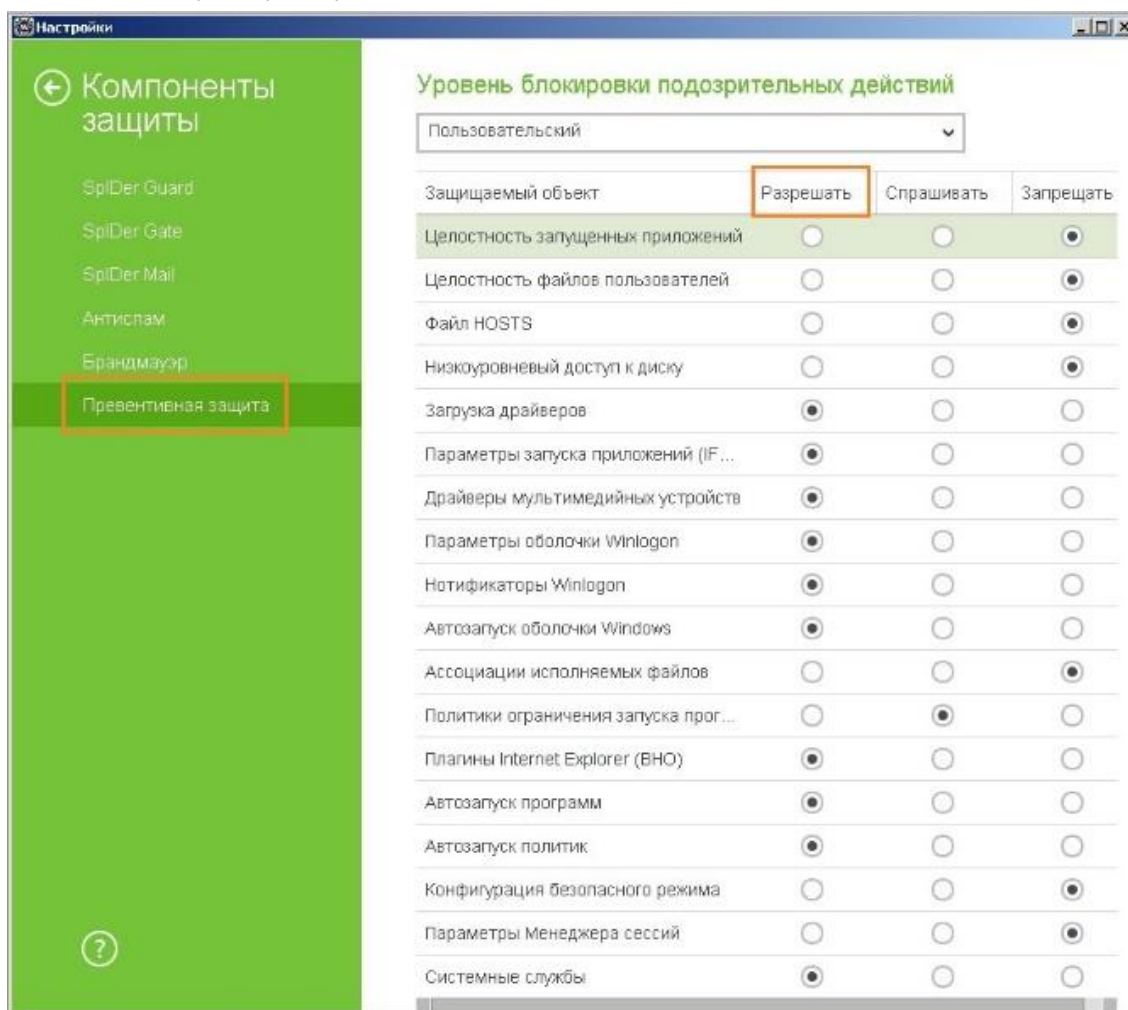 Настройки
Компоненты
защиты
SpIDer Guard
SpIDer Gate
SpIDer Mail
Антиспам
Брандмауэр
Превентивная защита
?
Уровень блокировки подозрительных действий
Пользовательский
Защищаемый объект Разрешать Спрашивать Запрещать
Целостность запущенных приложений
Целостность файлов пользователей
Файл HOSTS
Низкоуровневый доступ к диску
Загрузка драйверов
Параметры запуска приложений (IF...
Драйверы мультимедийных устройств
Параметры оболочки Winlogon
Нотификаторы Winlogon
Автозапуск оболочки Windows
Ассоциации исполняемых файлов
Политики ограничения запуска прог...
Плагины Internet Explorer (BHO)
Автозапуск программ
Автозапуск политик
Конфигурация безопасного режима
Параметры Менеджера сессий
Системные службы